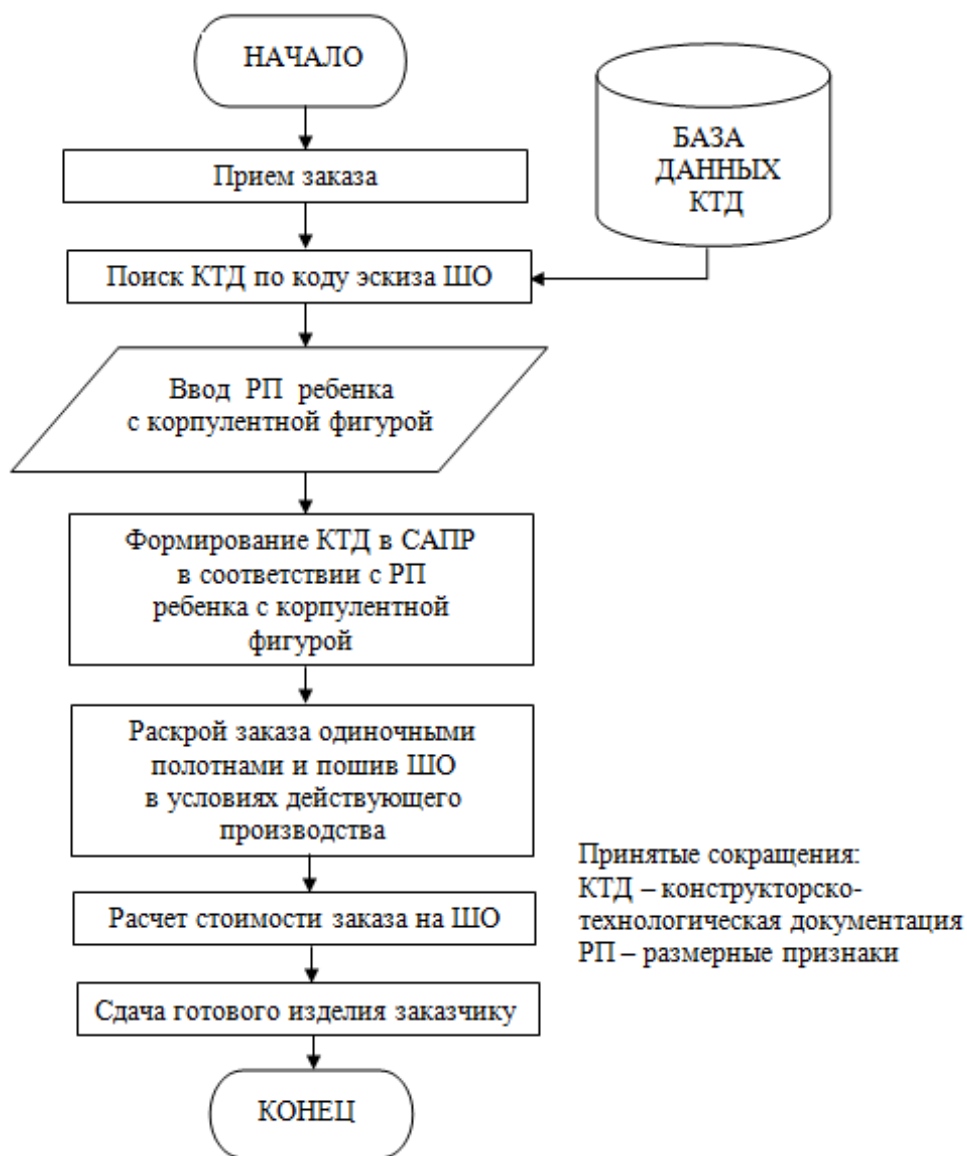 НАЧАЛО
БАЗА
ДАННЫХ
КТД
Прием заказа
Поиск КТД по коду эскиза ШО
Ввод РП ребенка
с корпулентной фигурой
Формирование КТД в САПР
в соответствии с РП
ребенка с корпулентной
фигурой
Раскрой заказа одиночными
полотнами и пошив ШО
в условиях действующего
производства
Принятые сокращения:
КТД – конструкторско-
технологическая документация
РП – размерные признаки
Расчет стоимости заказа на ШО
Сдача готового изделия заказчику
КОНЕЦ